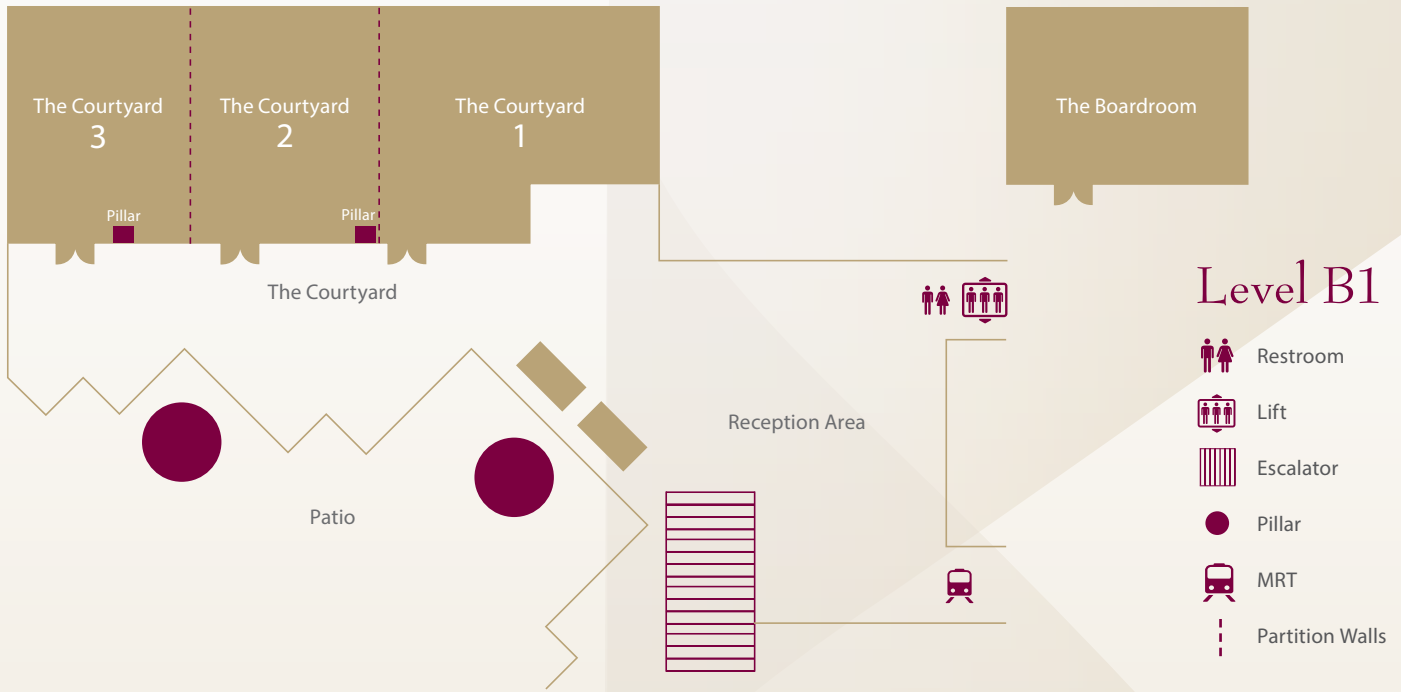 The Courtyard
3
The Courtyard
2
The Courtyard
1
The Boardroom
Pillar
Pillar
The Courtyard
Reception Area
Patio
Level B1
Restroom
Lift
Escalator
Pillar
MRT
Partition Walls